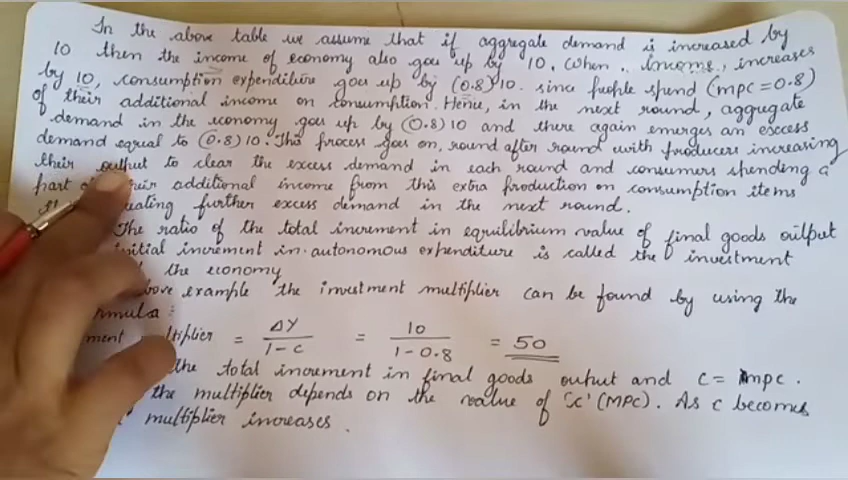 In the above table we assume that if aggregate demand is increased by
10 then the income of economy also goes up by 10. When income, increases
by 10, consumption expenditure goes up by (0.8)10. since people spend (mpc = 0.8)
of their additional income on consumption. Hence, in the next round, aggregate
demand in the economy goes up by (0.8)10 and there again emerges an excess
demand equal to (0.8)10. This process goes on, round after round with producers increasing
their output to clear the excess demand in each round and consumers spending a
part additional income from this extra production on consumption items
further excess demand in the next round.
The ratio of the total increment in equilibrium value of final goods output
initial increment in autonomous expenditure is called the investment
the economy
example the investment multiplier can be found by using the
= ΔY / 1-c = 10 / 1-0.8 = 50
the total increment in final goods output and c = mpc.
the multiplier depends on the value of 'c' (MPC). As c becomes
multiplier increases.